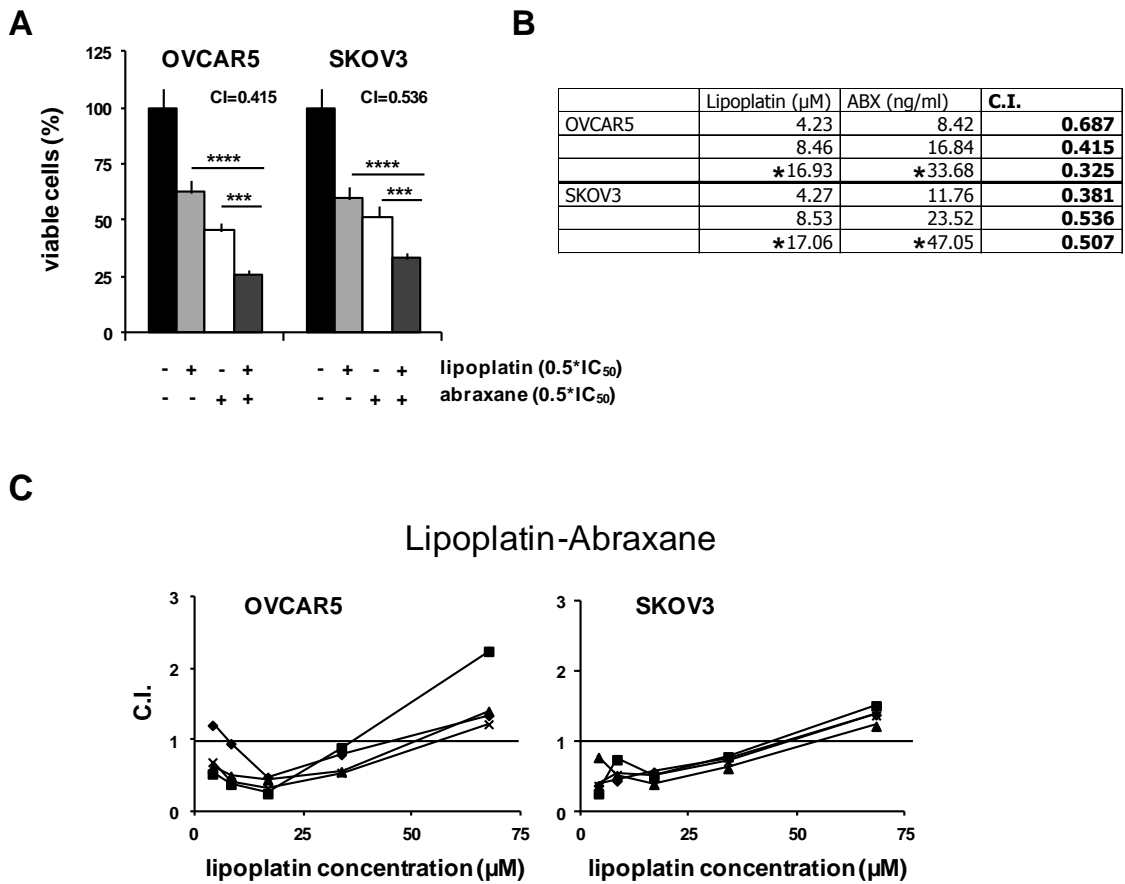 A
B
125
100
75
50
25
0
viable cells (%)
OVCAR5
SKOV3
CI=0.415
CI=0.536
****
***
****
***
- + - + - + - + lipoplatin (0.5*IC₅₀)
- - + + - - + + abraxane (0.5*IC₅₀)
Lipoplatin (µM) ABX (ng/ml) C.I.
OVCAR5 4.23 8.42 0.687
8.46 16.84 0.415
*16.93 *33.68 0.325
SKOV3 4.27 11.76 0.381
8.53 23.52 0.536
*17.06 *47.05 0.507
C
Lipoplatin-Abraxane
OVCAR5
3
2
1
0
C.I.
0 25 50 75
lipoplatin concentration (µM)
SKOV3
3
2
1
0
0 25 50 75
lipoplatin concentration (µM)